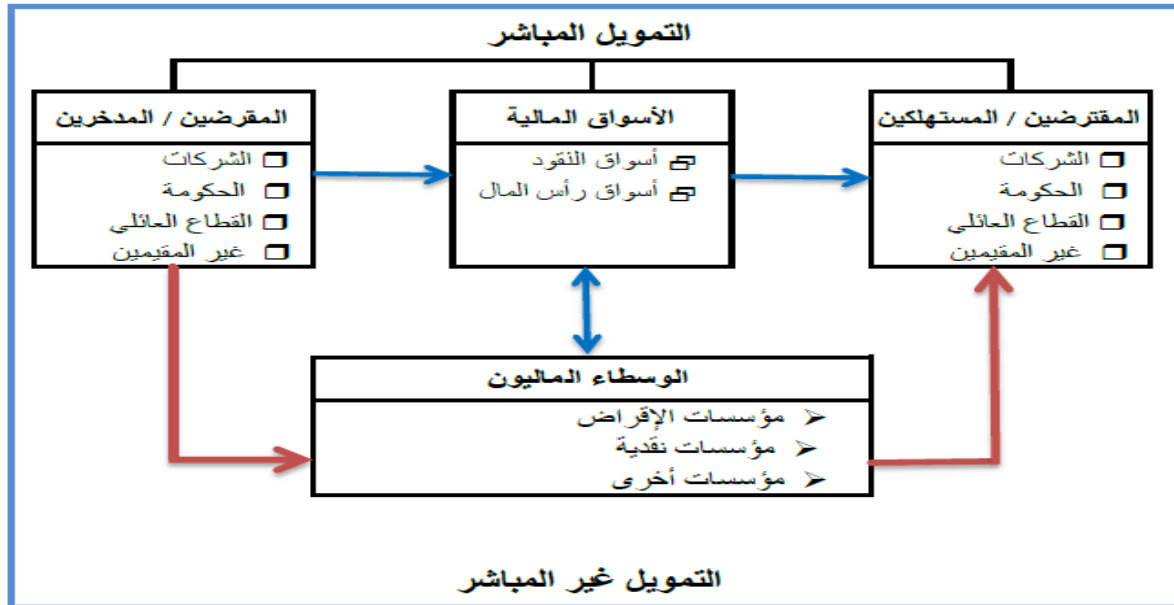 التمويل المباشر
المقترضين / المستهلكين
الشركات
الحكومة
القطاع العائلي
غير المقيمين
الأسواق المالية
أسواق النقود
أسواق رأس المال
المقرضين / المدخرين
الشركات
الحكومة
القطاع العائلي
غير المقيمين
الوسطاء الماليون
مؤسسات الإقراض
مؤسسات نقدية
مؤسسات أخرى
التمويل غير المباشر